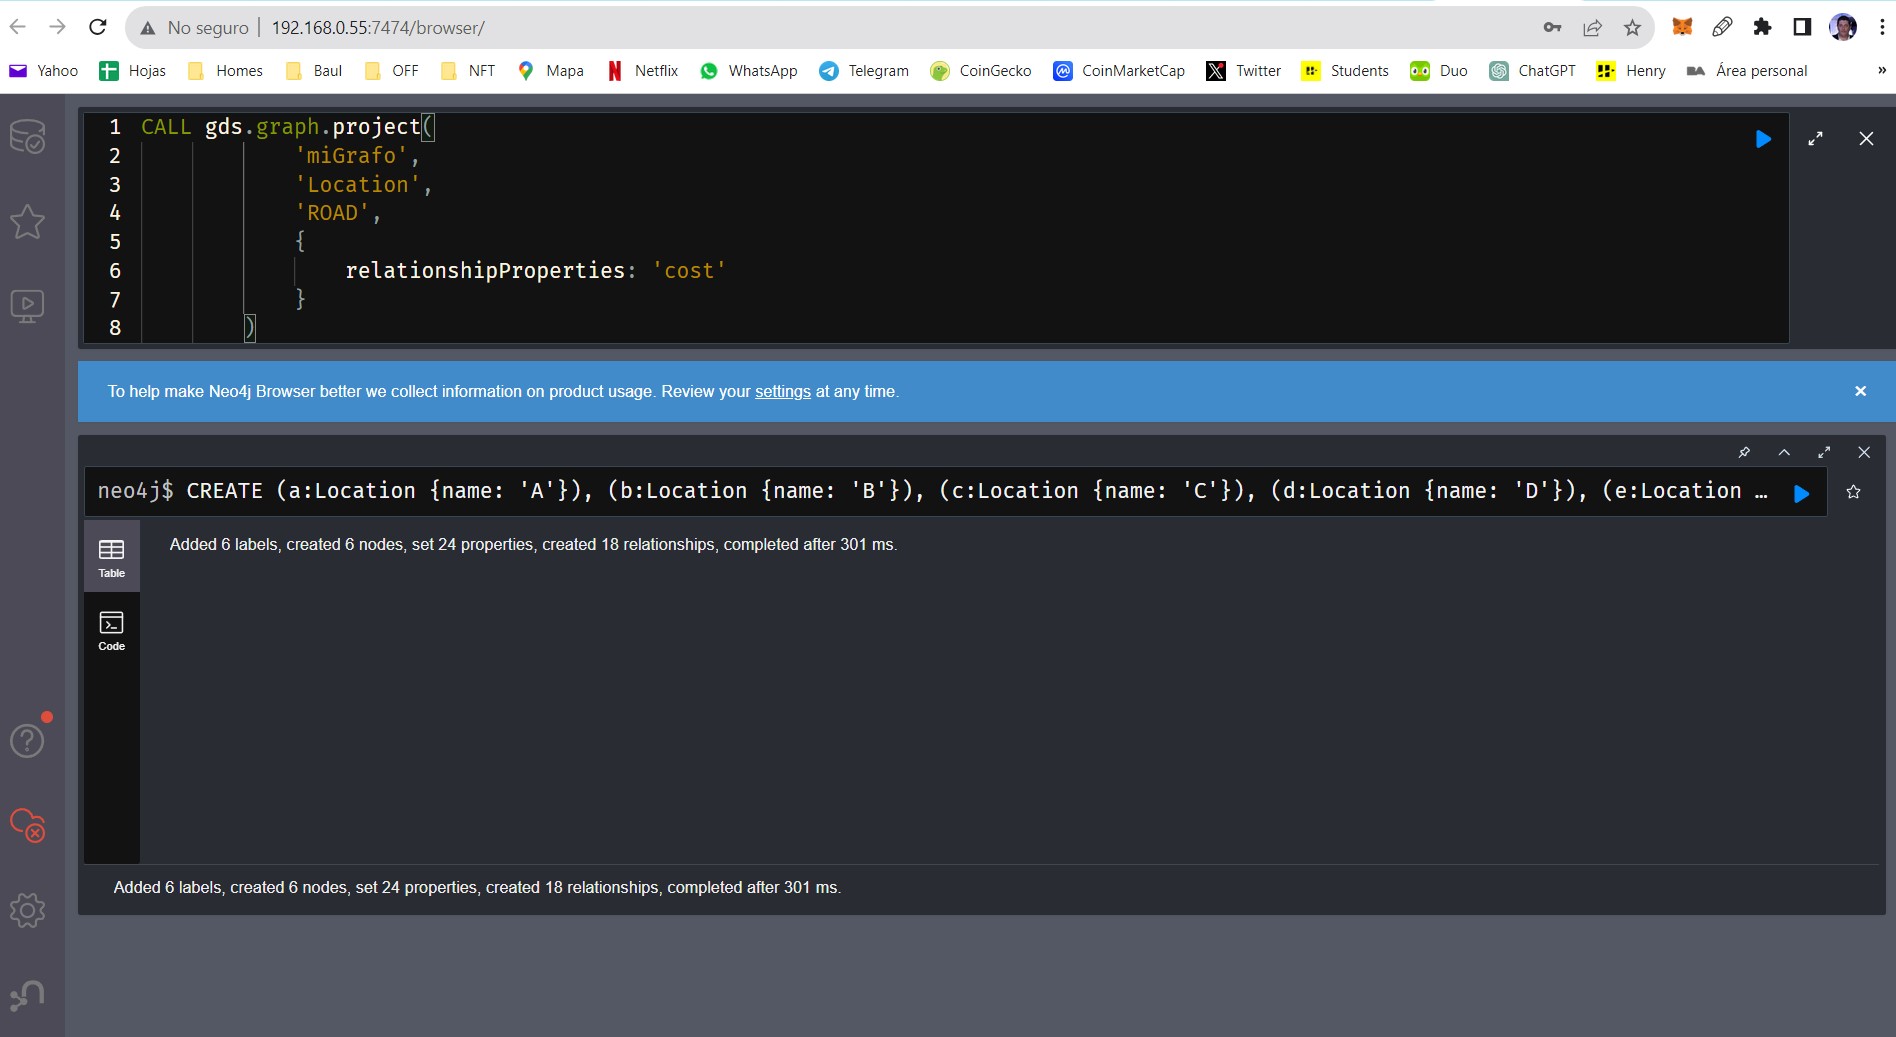 No seguro | 192.168.0.55:7474/browser/
Yahoo Hojas Homes Baul OFF NFT Mapa Netflix WhatsApp Telegram CoinGecko CoinMarketCap Twitter Students Duo ChatGPT Henry Área personal »
1 CALL gds.graph.project(
2 'miGrafo',
3 'Location',
4 'ROAD',
5 {
6 relationshipProperties: 'cost'
7 }
8 )
To help make Neo4j Browser better we collect information on product usage. Review your settings at any time.
neo4j$ CREATE (a:Location {name: 'A'}), (b:Location {name: 'B'}), (c:Location {name: 'C'}), (d:Location {name: 'D'}), (e:Location …
Added 6 labels, created 6 nodes, set 24 properties, created 18 relationships, completed after 301 ms.
Table
Code
Added 6 labels, created 6 nodes, set 24 properties, created 18 relationships, completed after 301 ms.